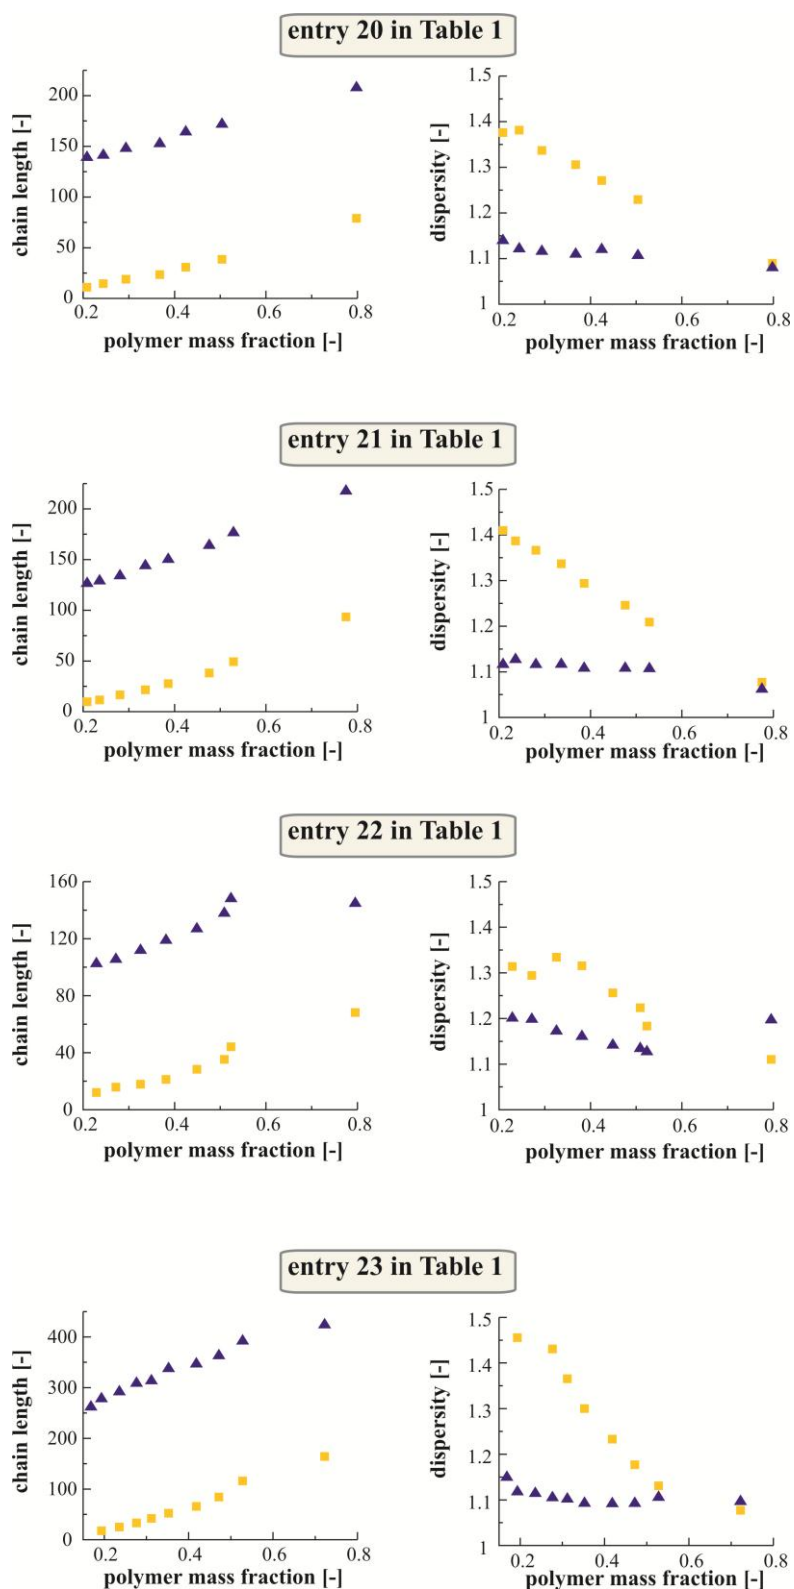 entry 20 in Table 1
chain length [-]
200
150
100
50
0
0.2 0.4 0.6 0.8
polymer mass fraction [-]
dispersity [-]
1.5
1.4
1.3
1.2
1.1
1
0.2 0.4 0.6 0.8
polymer mass fraction [-]
entry 21 in Table 1
chain length [-]
200
150
100
50
0
0.2 0.4 0.6 0.8
polymer mass fraction [-]
dispersity [-]
1.5
1.4
1.3
1.2
1.1
1
0.2 0.4 0.6 0.8
polymer mass fraction [-]
entry 22 in Table 1
chain length [-]
160
120
80
40
0
0.2 0.4 0.6 0.8
polymer mass fraction [-]
dispersity [-]
1.5
1.4
1.3
1.2
1.1
1
0.2 0.4 0.6 0.8
polymer mass fraction [-]
entry 23 in Table 1
chain length [-]
400
300
200
100
0
0.2 0.4 0.6 0.8
polymer mass fraction [-]
dispersity [-]
1.5
1.4
1.3
1.2
1.1
1
0.2 0.4 0.6 0.8
polymer mass fraction [-]